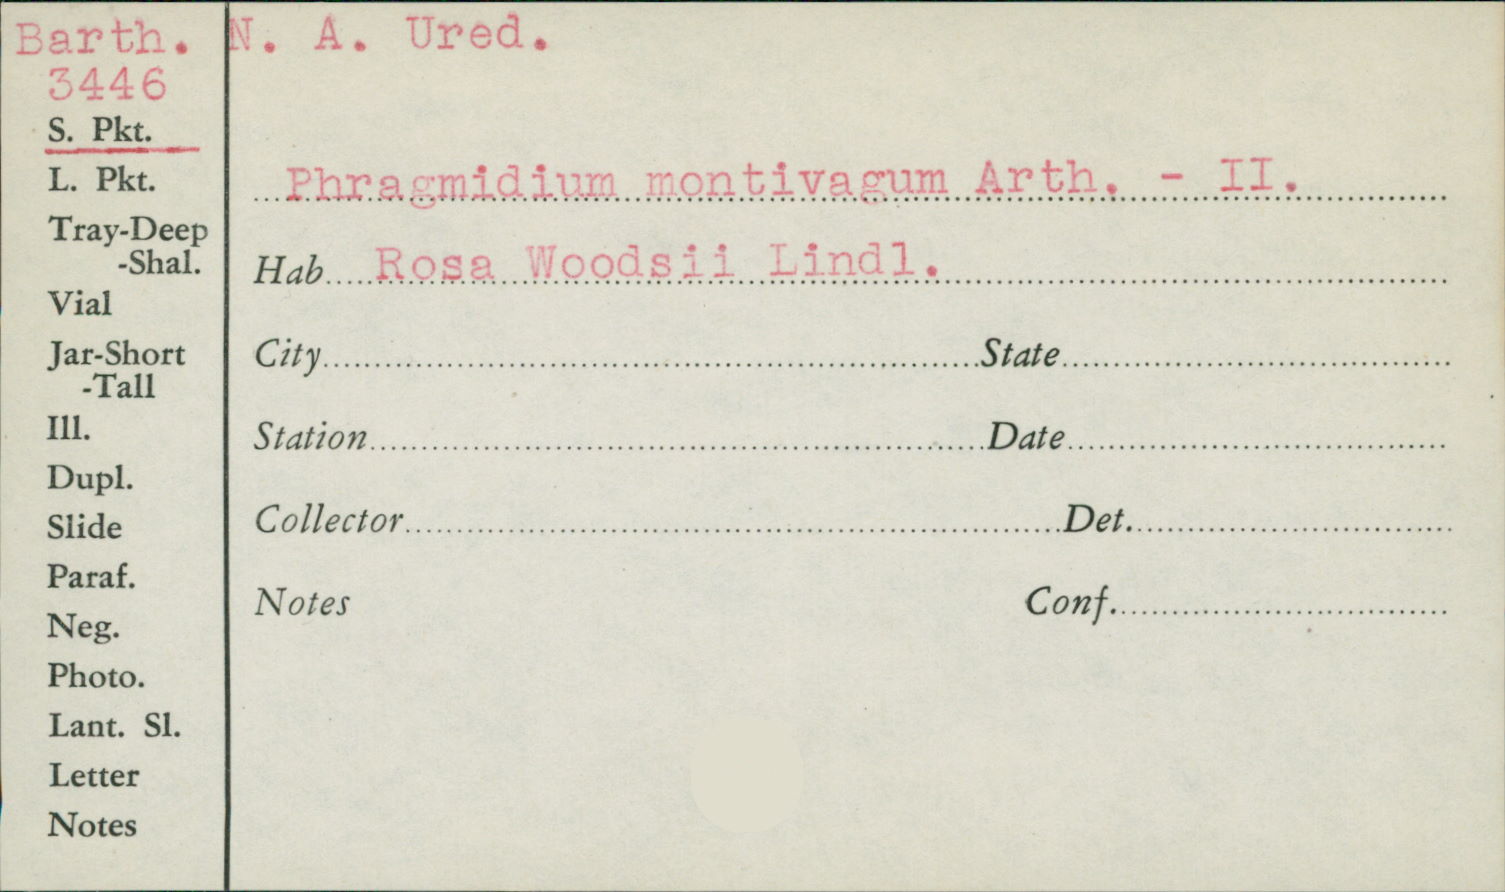 Barth. N. A. Ured.
3446
S. Pkt.
L. Pkt.
Tray-Deep
-Shal.
Vial
Jar-Short
-Tall
Ill.
Dupl.
Slide
Paraf.
Neg.
Photo.
Lant. Sl.
Letter
Notes
Phragmidium montivagum Arth. - II.
Hab Rosa Woodsii Lindl.
City State
Station Date
Collector Det.
Notes Conf.